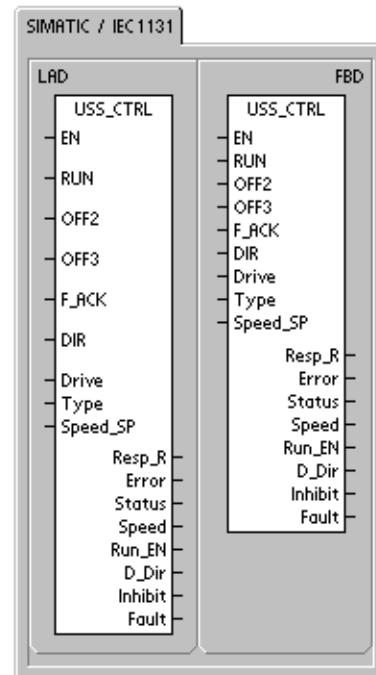 SIMATIC / IEC1131
LAD
USS_CTRL
EN
RUN
OFF2
OFF3
F_ACK
DIR
Drive
Type
Speed_SP
Resp_R
Error
Status
Speed
Run_EN
D_Dir
Inhibit
Fault
FBD
USS_CTRL
EN
RUN
OFF2
OFF3
F_ACK
DIR
Drive
Type
Speed_SP
Resp_R
Error
Status
Speed
Run_EN
D_Dir
Inhibit
Fault